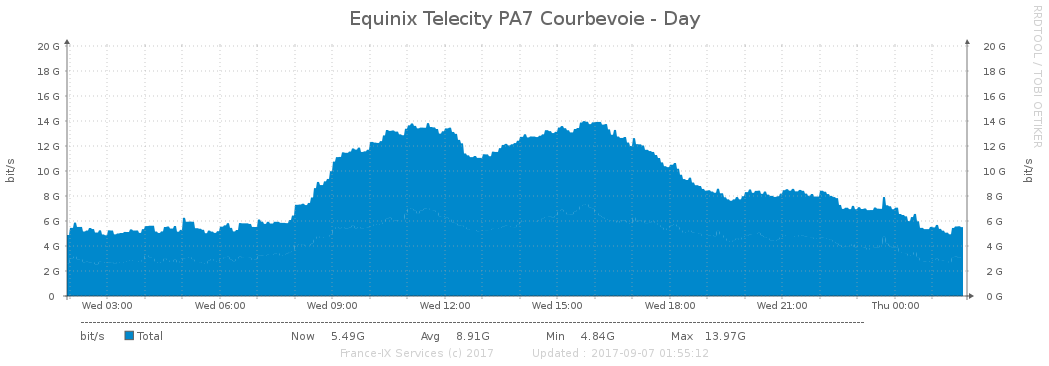 Equinix Telecity PA7 Courbevoie - Day
RRDTOOL / TOBI OETIKER
20 G 20 G
18 G 18 G
16 G 16 G
14 G 14 G
12 G 12 G
10 G 10 G
8 G 8 G
6 G 6 G
4 G 4 G
2 G 2 G
0 0 G
bit/s bit/s
Wed 03:00 Wed 06:00 Wed 09:00 Wed 12:00 Wed 15:00 Wed 18:00 Wed 21:00 Thu 00:00
bit/s Total Now 5.49G Avg 8.91G Min 4.84G Max 13.97G
France-IX Services (c) 2017 Updated : 2017-09-07 01:55:12